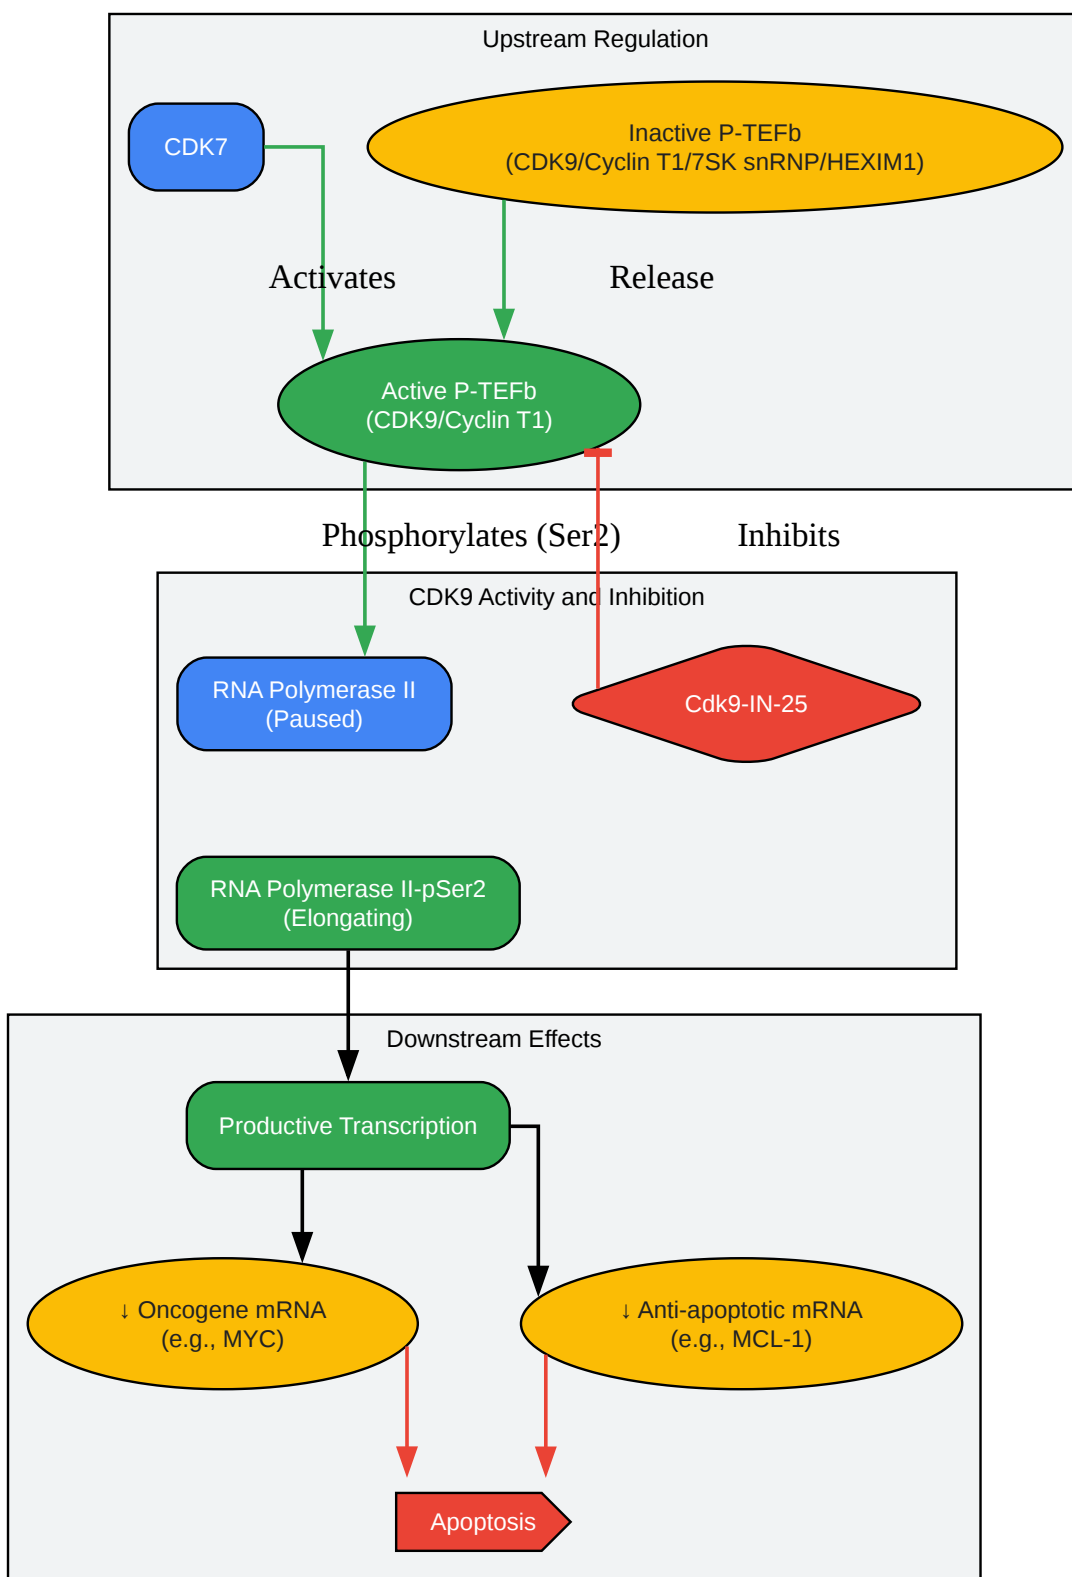 Upstream Regulation
CDK7
Inactive P-TEFb
(CDK9/Cyclin T1/7SK snRNP/HEXIM1)
Activates
Release
Active P-TEFb
(CDK9/Cyclin T1)
Phosphorylates (Ser2)
Inhibits
CDK9 Activity and Inhibition
RNA Polymerase II
(Paused)
Cdk9-IN-25
RNA Polymerase II-pSer2
(Elongating)
Downstream Effects
Productive Transcription
↓ Oncogene mRNA
(e.g., MYC)
↓ Anti-apoptotic mRNA
(e.g., MCL-1)
Apoptosis